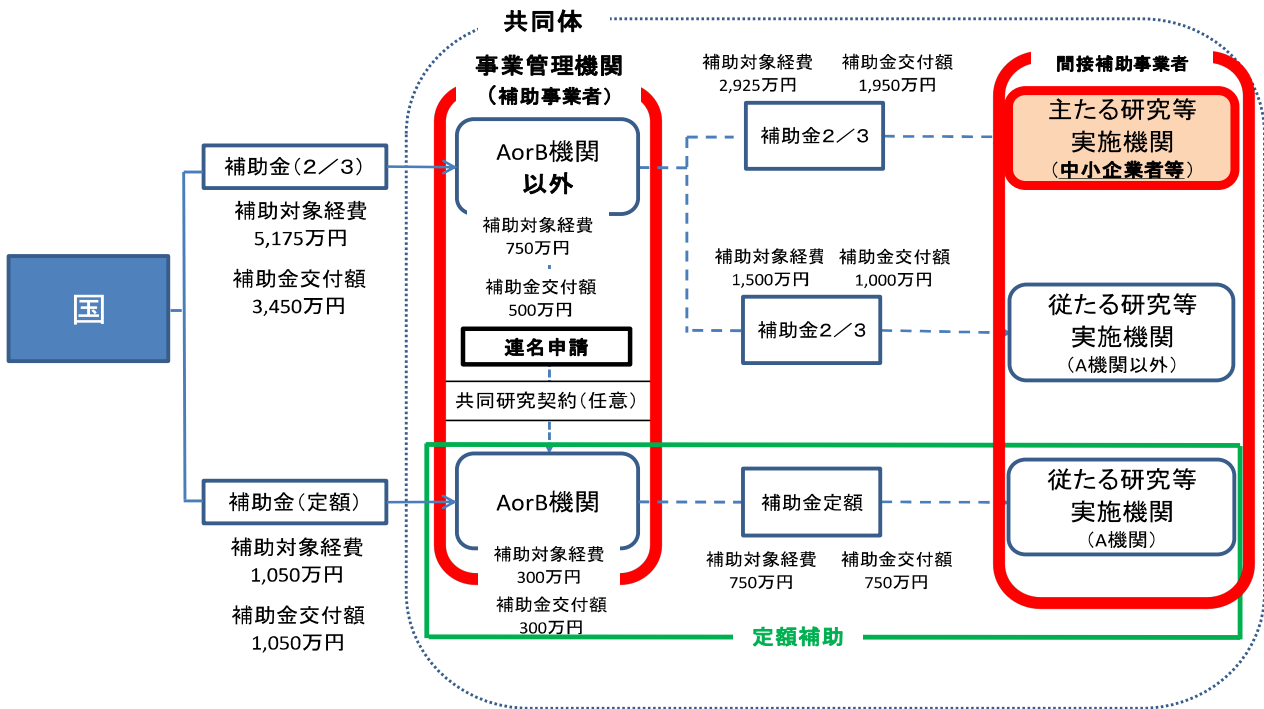 共同体
事業管理機関
（補助事業者）
補助対象経費
2,925万円
補助金交付額
1,950万円
間接補助事業者
補助金（２／３）
AorB機関
以外
補助金２／３
主たる研究等
実施機関
（中小企業者等）
補助対象経費
5,175万円
補助金交付額
3,450万円
補助対象経費
750万円
補助金交付額
500万円
補助対象経費
1,500万円
補助金交付額
1,000万円
国
連名申請
補助金２／３
従たる研究等
実施機関
（A機関以外）
共同研究契約（任意）
補助金（定額）
AorB機関
補助金定額
従たる研究等
実施機関
（A機関）
補助対象経費
1,050万円
補助金交付額
1,050万円
補助対象経費
300万円
補助金交付額
300万円
補助対象経費
750万円
補助金交付額
750万円
定額補助